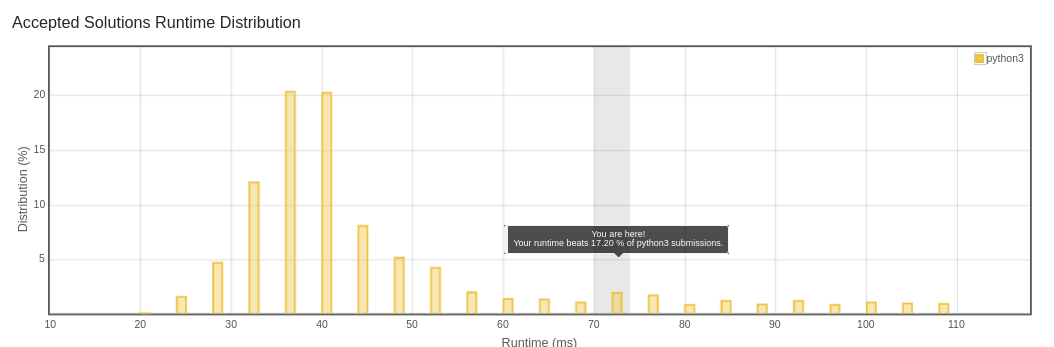 Accepted Solutions Runtime Distribution
python3
Distribution (%)
20
15
10
5
You are here!
Your runtime beats 17.20 % of python3 submissions.
10 20 30 40 50 60 70 80 90 100 110
Runtime (ms)